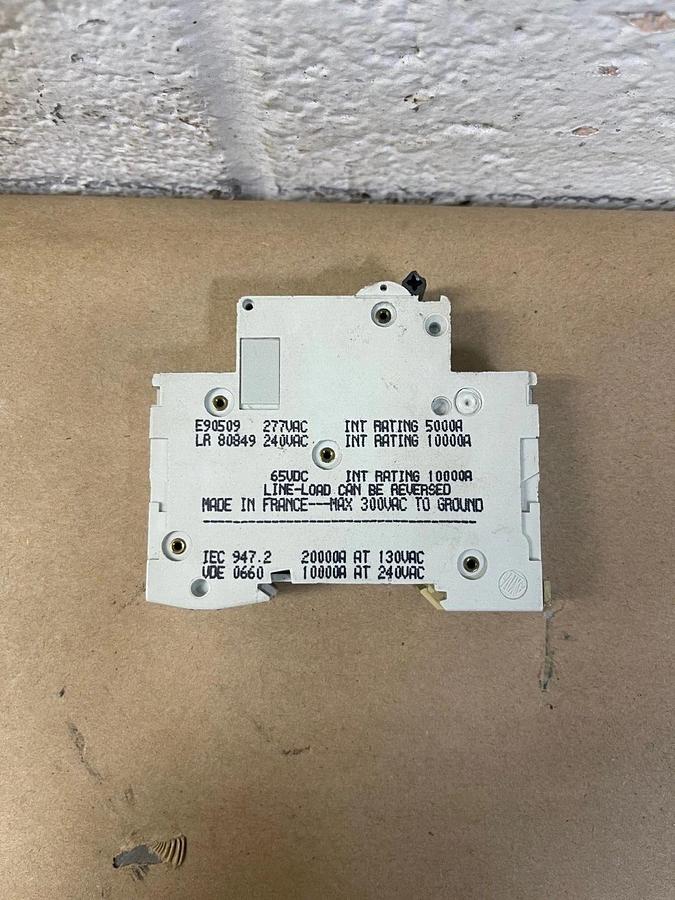 E90509 277VAC INT RATING 5000A
LR 80849 240VAC INT RATING 10000A
65VDC INT RATING 10000A
LINE-LOAD CAN BE REVERSED
MADE IN FRANCE---MAX 300VAC TO GROUND
IEC 947.2 20000A AT 130VAC
VDE 0660 10000A AT 240VAC